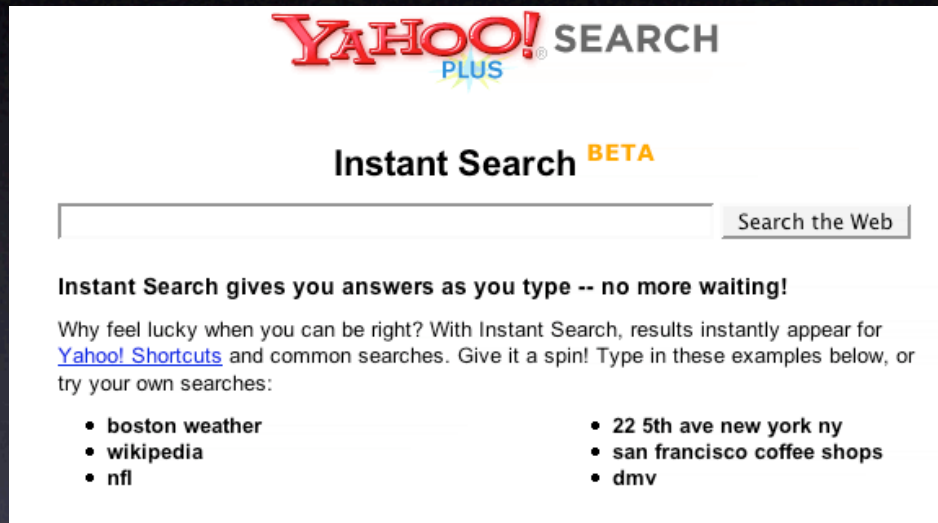 YAHOO!® SEARCH
PLUS
Instant Search BETA
Search the Web
Instant Search gives you answers as you type -- no more waiting!
Why feel lucky when you can be right? With Instant Search, results instantly appear for
Yahoo! Shortcuts and common searches. Give it a spin! Type in these examples below, or
try your own searches:
• boston weather
• wikipedia
• nfl
• 22 5th ave new york ny
• san francisco coffee shops
• dmv